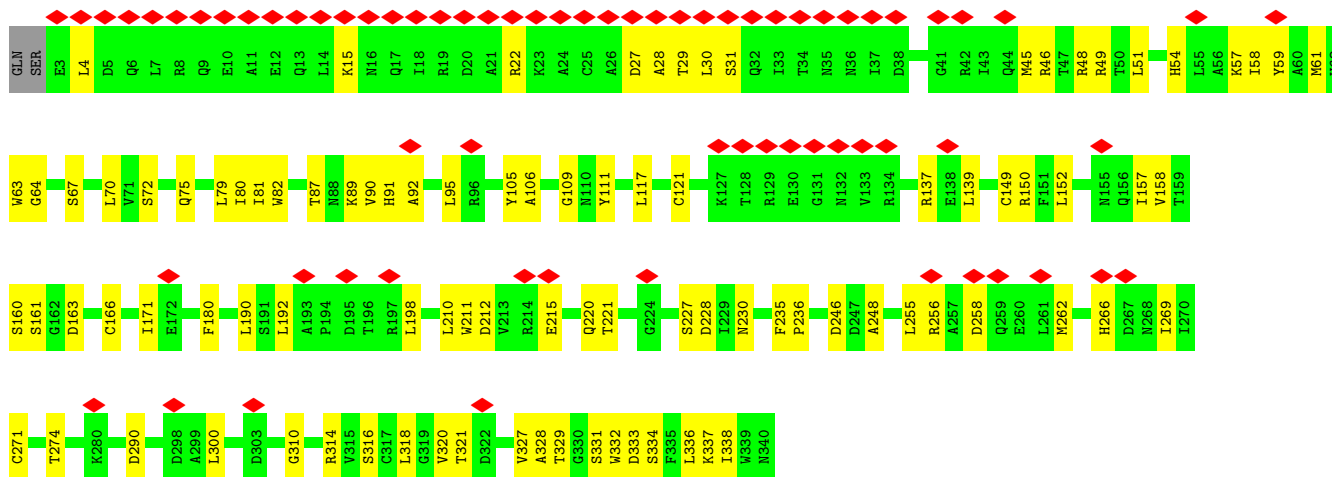 GLN SER E3 L4 D5 Q6 L7 R8 Q9 E10 A11 E12 Q13 L14 K15 N16 Q17 I18 R19 D20 A21 R22 K23 A24 C25 A26 D27 A28 T29 L30 S31 Q32 I33 T34 N35 N36 I37 D38 G41 R42 I43 Q44 M45 R46 T47 R48 R49 T50 L51 H54 L55 A56 K57 I58 Y59 A60 M61
W63 G64 S67 L70 V71 S72 Q75 L79 I80 I81 W82 T87 N88 K89 V90 H91 A92 L95 R96 Y105 A106 G109 N110 Y111 L117 C121 K127 T128 R129 E130 G131 N132 V133 R134 R137 E138 L139 C149 R150 F151 L152 N155 Q156 I157 V158 T159
S160 S161 G162 D163 C166 I171 E172 F180 L190 S191 L192 A193 P194 D195 T196 R197 L198 L210 W211 D212 V213 R214 E215 Q220 T221 G224 S227 D228 I229 N230 F235 P236 D246 D247 A248 L255 R256 A257 D258 Q259 E260 L261 M262 H266 D267 N268 I269 I270
C271 T274 K280 D290 D298 A299 L300 D303 G310 R314 V315 S316 C317 L318 G319 V320 T321 D322 V327 A328 T329 G330 S331 W332 D333 S334 F335 L336 K337 I338 W339 N340